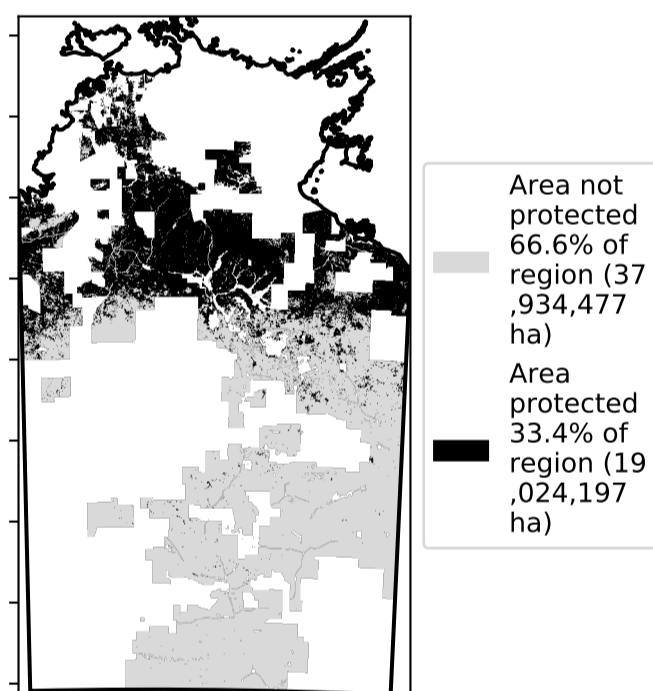 Area not
protected
66.6% of
region (37
,934,477
ha)
Area
protected
33.4% of
region (19
,024,197
ha)